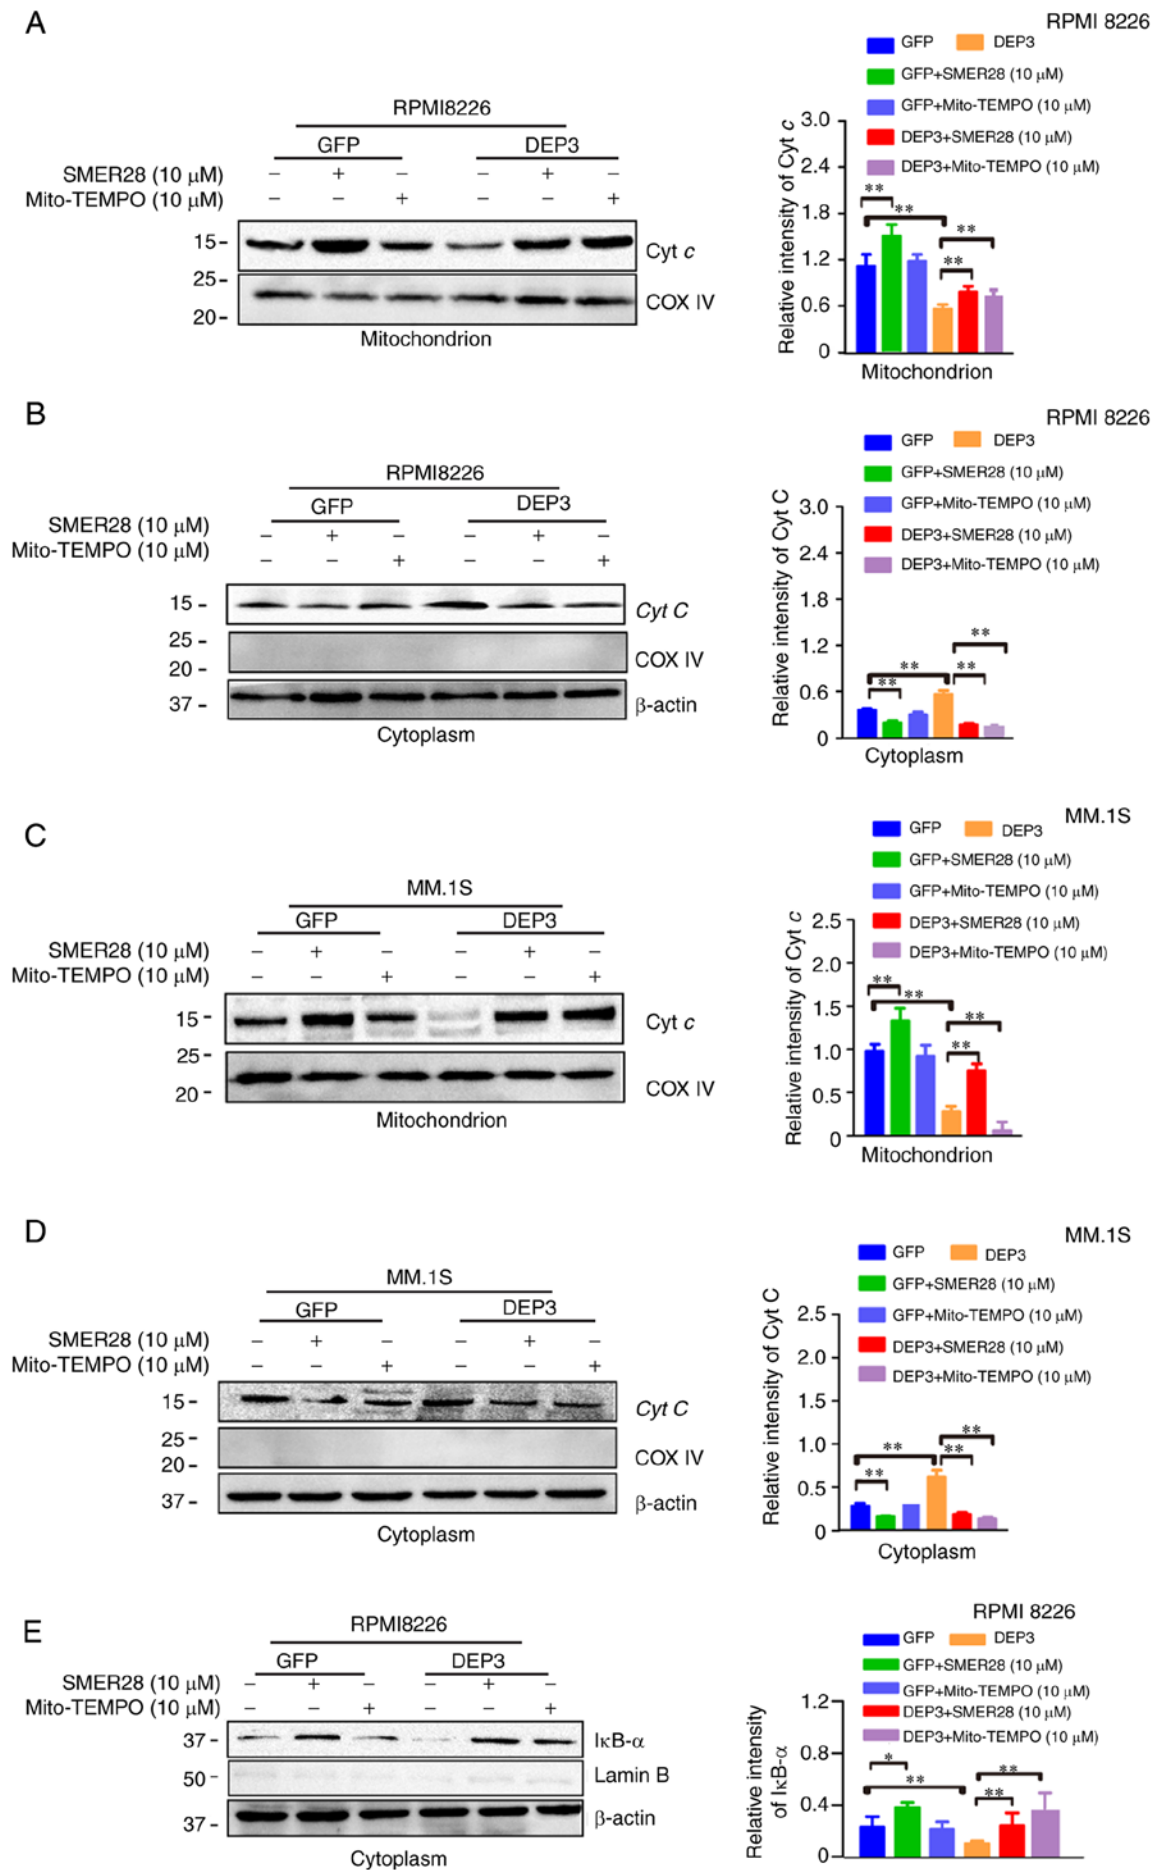 A
RPMI 8226
GFP DEP3
GFP+SMER28 (10 μM)
GFP+Mito-TEMPO (10 μM)
DEP3+SMER28 (10 μM)
DEP3+Mito-TEMPO (10 μM)
RPMI8226
GFP DEP3
SMER28 (10 μM) – + – – + –
Mito-TEMPO (10 μM) – – + – – +
15 – Cyt c
25 –
20 – COX IV
Mitochondrion
Relative intensity of Cyt c
3.0
2.4
1.8
1.2
0.6
0
** ** ** **
Mitochondrion
B
RPMI 8226
GFP DEP3
GFP+SMER28 (10 μM)
GFP+Mito-TEMPO (10 μM)
DEP3+SMER28 (10 μM)
DEP3+Mito-TEMPO (10 μM)
RPMI8226
GFP DEP3
SMER28 (10 μM) – + – – + –
Mito-TEMPO (10 μM) – – + – – +
15 – Cyt C
25 –
20 – COX IV
37 – β-actin
Cytoplasm
Relative intensity of Cyt C
3.0
2.4
1.8
1.2
0.6
0
** ** ** **
Cytoplasm
C
MM.1S
GFP DEP3
GFP+SMER28 (10 μM)
GFP+Mito-TEMPO (10 μM)
DEP3+SMER28 (10 μM)
DEP3+Mito-TEMPO (10 μM)
MM.1S
GFP DEP3
SMER28 (10 μM) – + – – + –
Mito-TEMPO (10 μM) – – + – – +
15 – Cyt c
25 –
20 – COX IV
Mitochondrion
Relative intensity of Cyt c
2.5
2.0
1.5
1.0
0.5
0
** ** ** **
Mitochondrion
D
MM.1S
GFP DEP3
GFP+SMER28 (10 μM)
GFP+Mito-TEMPO (10 μM)
DEP3+SMER28 (10 μM)
DEP3+Mito-TEMPO (10 μM)
MM.1S
GFP DEP3
SMER28 (10 μM) – + – – + –
Mito-TEMPO (10 μM) – – + – – +
15 – Cyt C
25 –
20 – COX IV
37 – β-actin
Cytoplasm
Relative intensity of Cyt C
2.5
2.0
1.5
1.0
0.5
0
** ** ** **
Cytoplasm
E
RPMI 8226
GFP DEP3
GFP+SMER28 (10 μM)
GFP+Mito-TEMPO (10 μM)
DEP3+SMER28 (10 μM)
DEP3+Mito-TEMPO (10 μM)
RPMI8226
GFP DEP3
SMER28 (10 μM) – + – – + –
Mito-TEMPO (10 μM) – – + – – +
37 – IκB-α
50 – Lamin B
37 – β-actin
Cytoplasm
Relative intensity
of IκB-α
1.2
0.8
0.4
0
* ** ** **